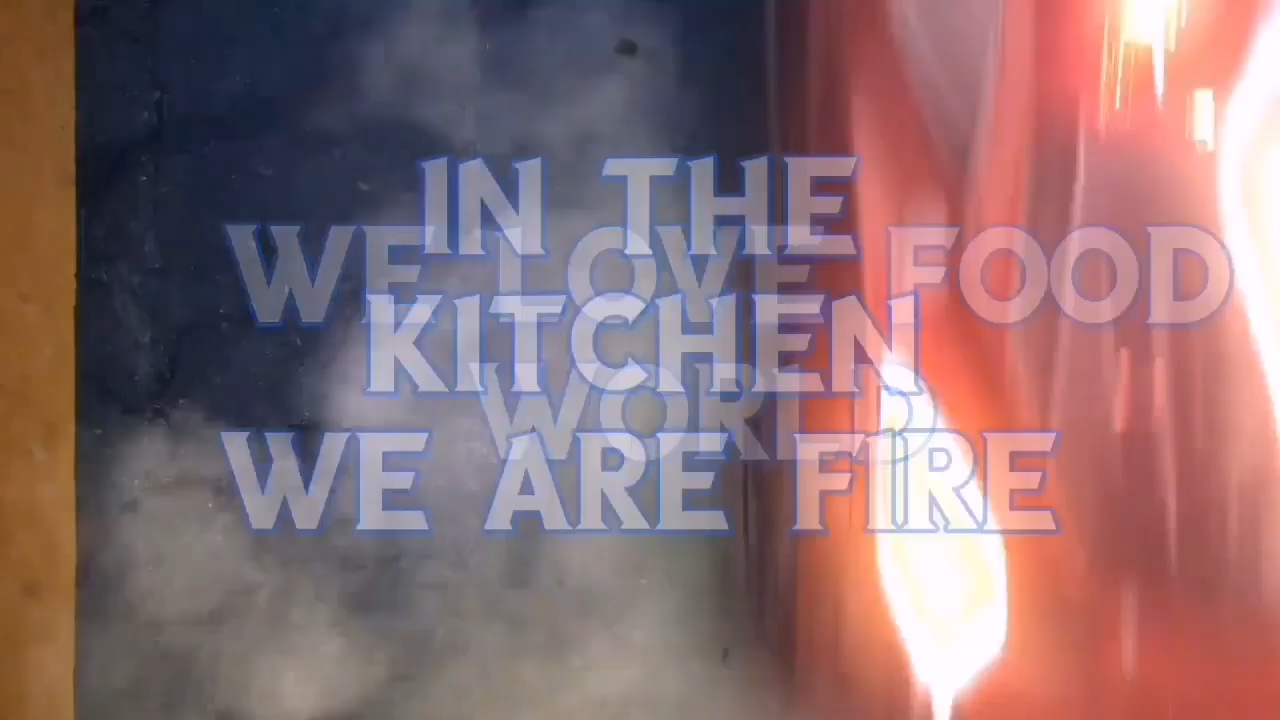 IN THE
KITCHEN
WE ARE FIRE
WE LOVE FOOD
WORLD